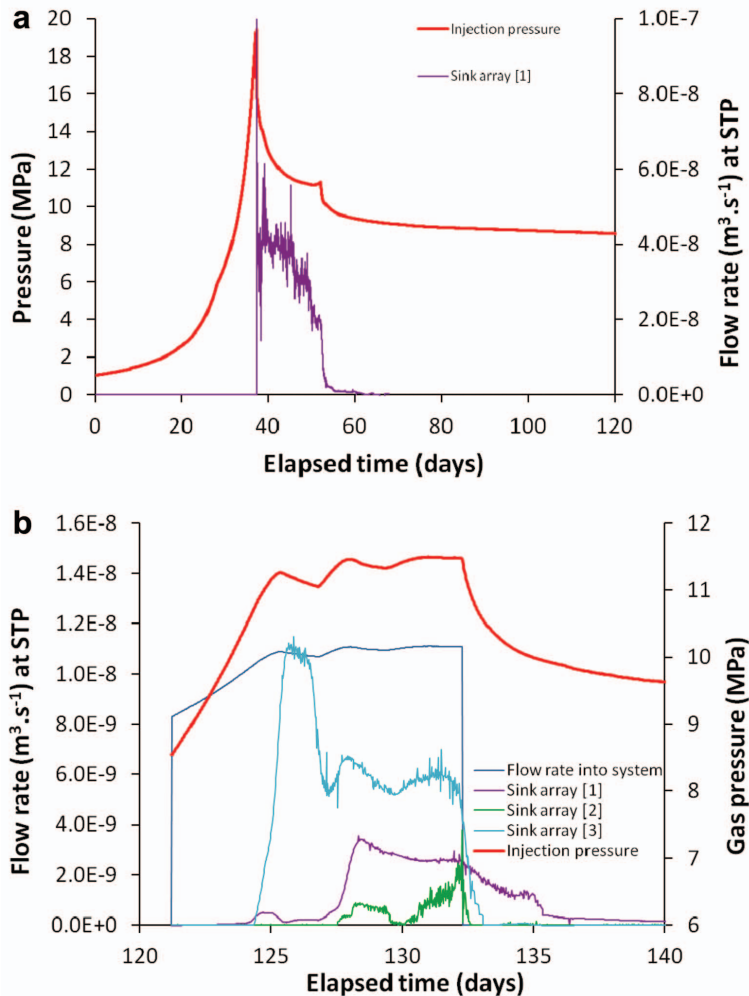 a
Injection pressure
Sink array [1]
Pressure (MPa)
20
18
16
14
12
10
8
6
4
2
0
1.0E-7
8.0E-8
6.0E-8
4.0E-8
2.0E-8
0.0E+0
Flow rate (m³.s⁻¹) at STP
0 20 40 60 80 100 120
Elapsed time (days)
b
Flow rate (m³.s⁻¹) at STP
1.6E-8
1.4E-8
1.2E-8
1.0E-8
8.0E-9
6.0E-9
4.0E-9
2.0E-9
0.0E+0
12
11
10
9
8
7
6
Gas pressure (MPa)
Flow rate into system
Sink array [1]
Sink array [2]
Sink array [3]
Injection pressure
120 125 130 135 140
Elapsed time (days)